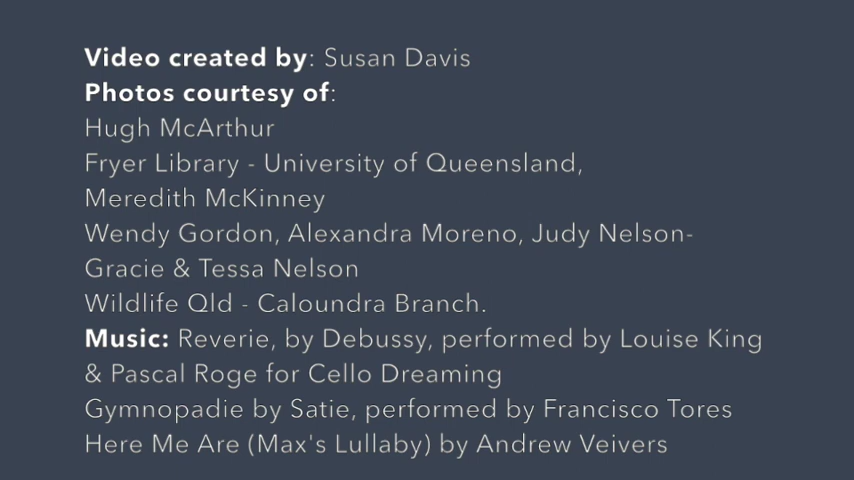 Video created by: Susan Davis
Photos courtesy of:
Hugh McArthur
Fryer Library - University of Queensland,
Meredith McKinney
Wendy Gordon, Alexandra Moreno, Judy Nelson-
Gracie & Tessa Nelson
Wildlife Qld - Caloundra Branch.
Music: Reverie, by Debussy, performed by Louise King
& Pascal Roge for Cello Dreaming
Gymnopadie by Satie, performed by Francisco Tores
Here Me Are (Max's Lullaby) by Andrew Veivers